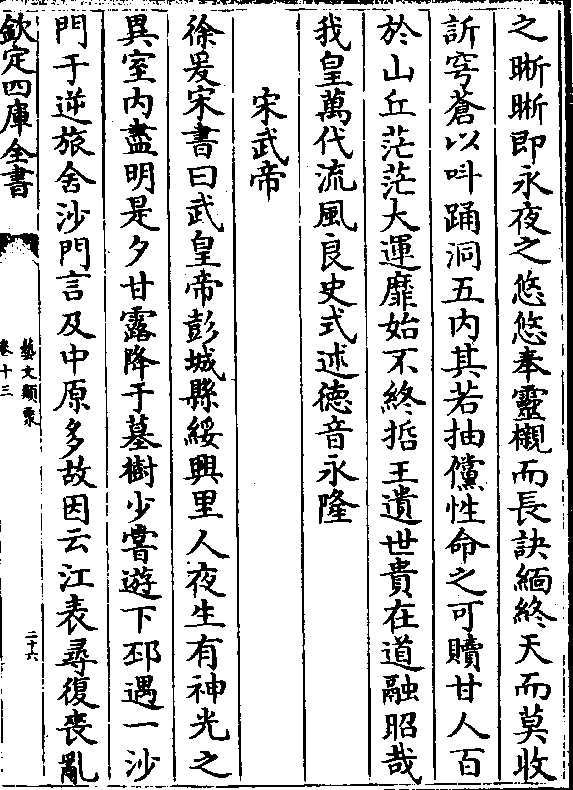 之晣晣即永夜之悠悠奉靈櫬而長訣緬終天而莫收
訢穹蒼以叫踊洞五內其若抽儻性命之可贖甘人百
於山丘茫茫大運靡始不終拓王遺世貴在道融昭哉
我皇萬代流風良史式述徳音永隆
宋武帝
徐爰宋書曰武皇帝彭城縣綏興里人夜生有神光之
異室內盡明是夕甘露降于墓樹少嘗遊下邳遇一沙
門于逆旅舍沙門言及中原多故因云江表尋復喪亂
欽定四庫全書
藝文類聚
卷十三
二十六